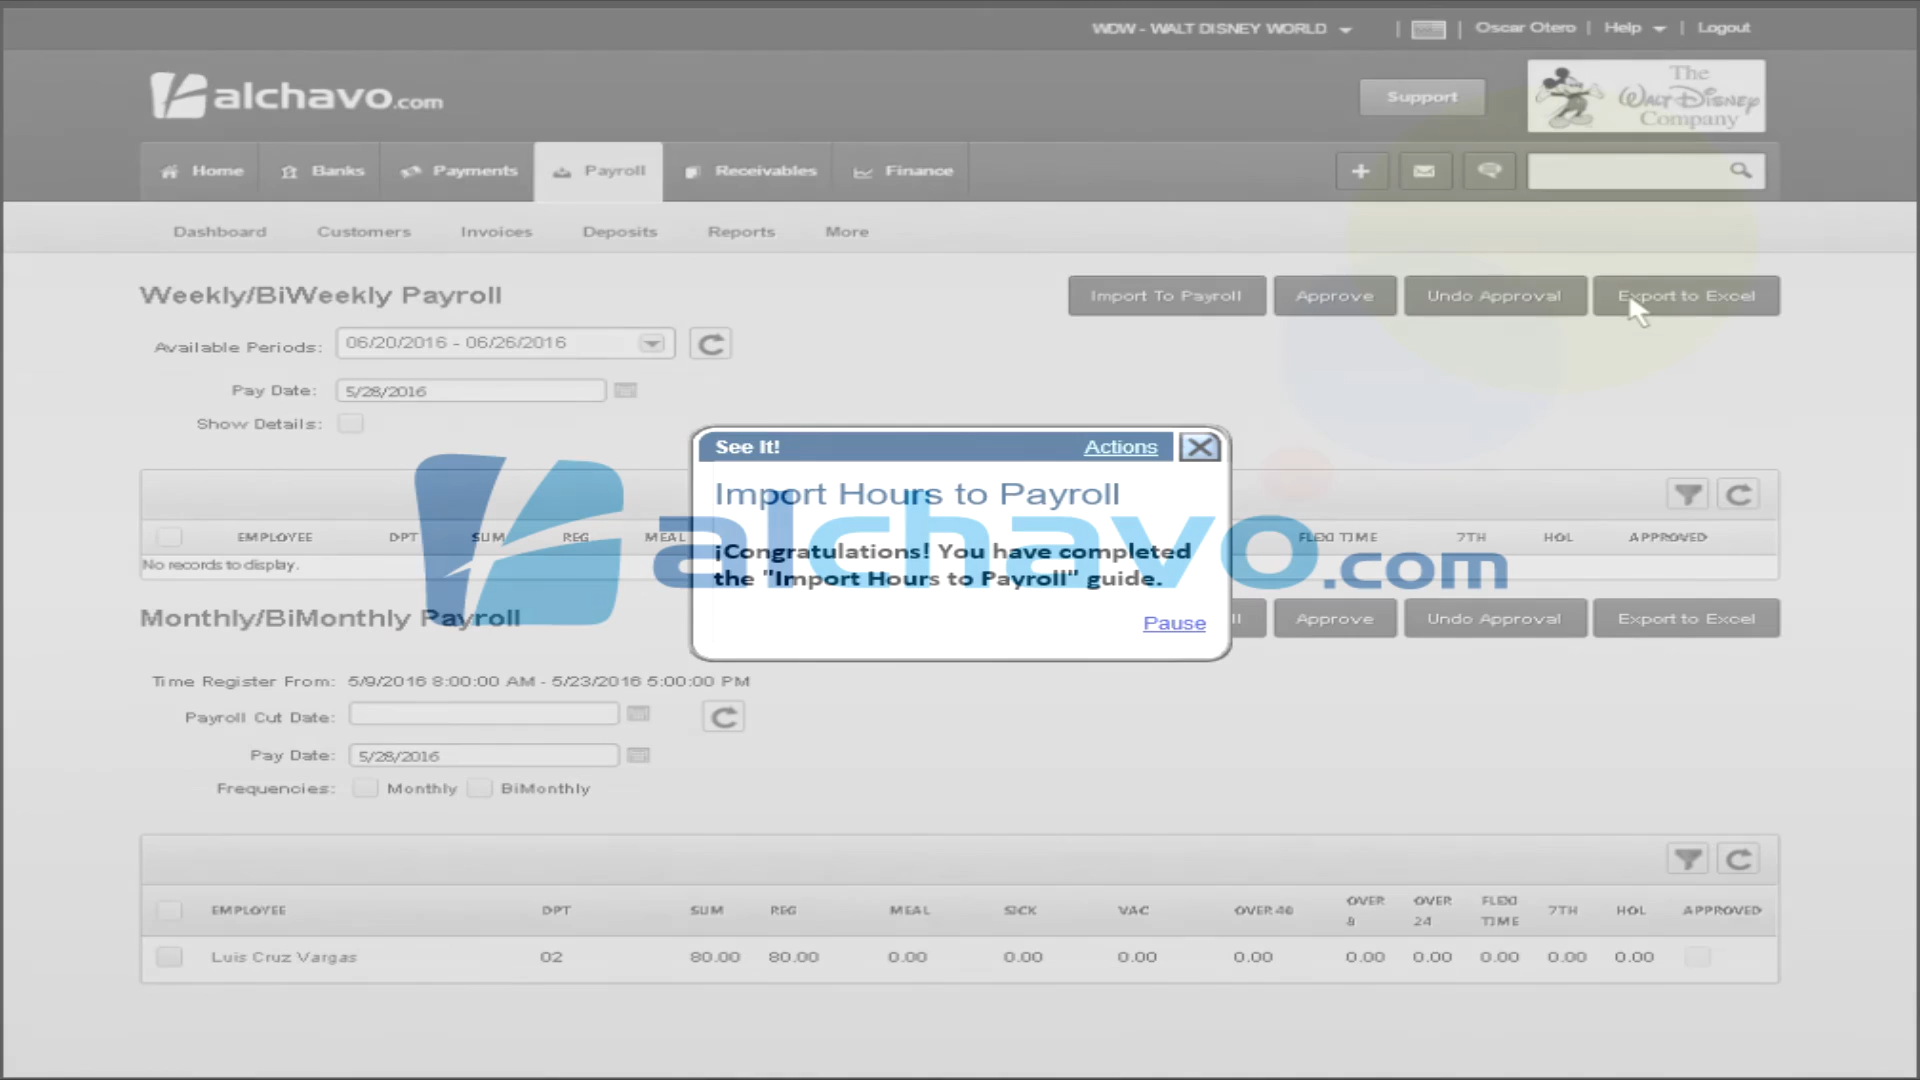 WDW - WALT DISNEY WORLD | | Oscar Otero | Help | Logout
alchavo.com
Support
The
Walt Disney
Company
Home Banks Payments Payroll Receivables Finance
Dashboard Customers Invoices Deposits Reports More
Weekly/BiWeekly Payroll
Import To Payroll Approve Undo Approval Export to Excel
Available Periods: 06/20/2016 - 06/26/2016
Pay Date: 5/28/2016
Show Details:
See It! Actions
Import Hours to Payroll
¡Congratulations! You have completed
the "Import Hours to Payroll" guide.
Pause
alchavo.com
EMPLOYEE DPT SUM REG MEAL FLEXI TIME 7TH HOL APPROVED
No records to display.
Monthly/BiMonthly Payroll
Approve Undo Approval Export to Excel
Time Register From: 5/9/2016 8:00:00 AM - 5/23/2016 5:00:00 PM
Payroll Cut Date:
Pay Date: 5/28/2016
Frequencies: Monthly BiMonthly
EMPLOYEE DPT SUM REG MEAL SICK VAC OVER 40 OVER 8 OVER 24 FLEXI TIME 7TH HOL APPROVED
Luis Cruz Vargas 02 80.00 80.00 0.00 0.00 0.00 0.00 0.00 0.00 0.00 0.00 0.00